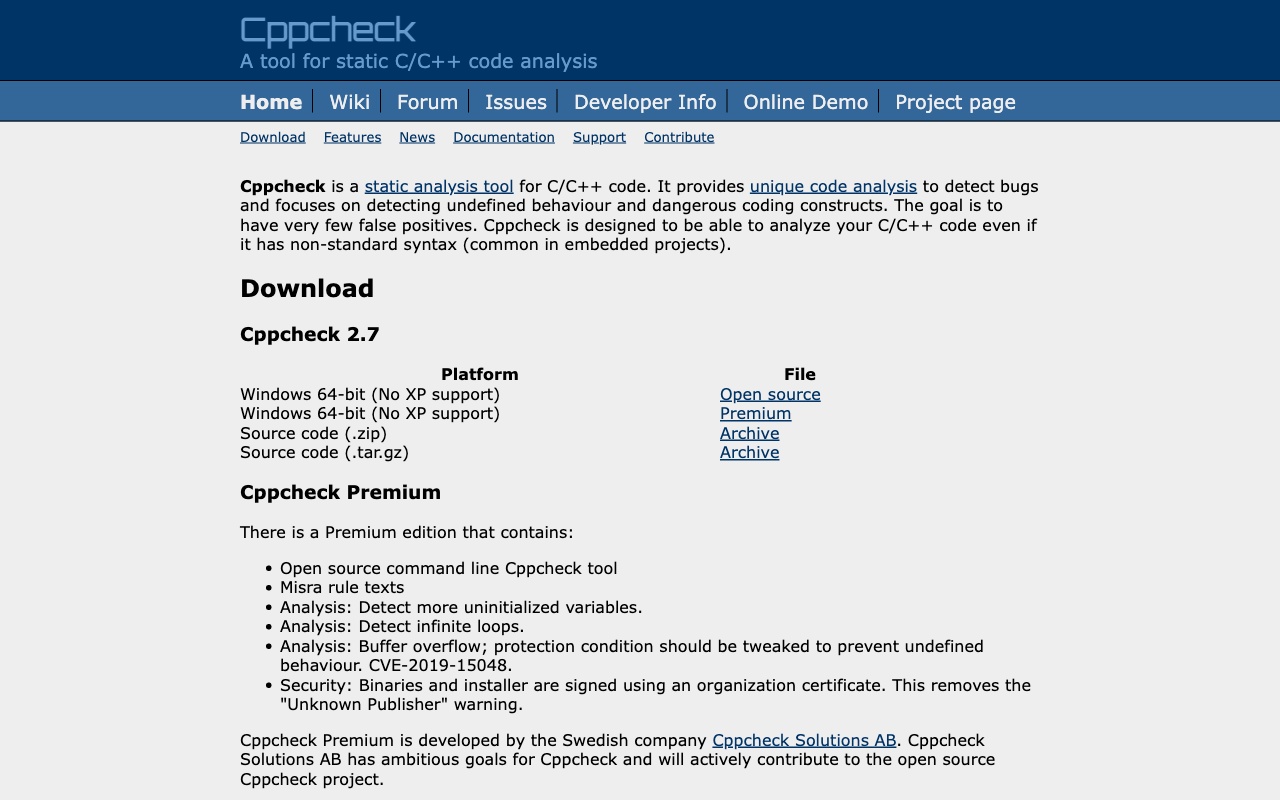 Cppcheck
A tool for static C/C++ code analysis
Home Wiki Forum Issues Developer Info Online Demo Project page
Download Features News Documentation Support Contribute
Cppcheck is a static analysis tool for C/C++ code. It provides unique code analysis to detect bugs
and focuses on detecting undefined behaviour and dangerous coding constructs. The goal is to
have very few false positives. Cppcheck is designed to be able to analyze your C/C++ code even if
it has non-standard syntax (common in embedded projects).
Download
Cppcheck 2.7
Platform File
Windows 64-bit (No XP support) Open source
Windows 64-bit (No XP support) Premium
Source code (.zip) Archive
Source code (.tar.gz) Archive
Cppcheck Premium
There is a Premium edition that contains:
• Open source command line Cppcheck tool
• Misra rule texts
• Analysis: Detect more uninitialized variables.
• Analysis: Detect infinite loops.
• Analysis: Buffer overflow; protection condition should be tweaked to prevent undefined
behaviour. CVE-2019-15048.
• Security: Binaries and installer are signed using an organization certificate. This removes the
"Unknown Publisher" warning.
Cppcheck Premium is developed by the Swedish company Cppcheck Solutions AB. Cppcheck
Solutions AB has ambitious goals for Cppcheck and will actively contribute to the open source
Cppcheck project.